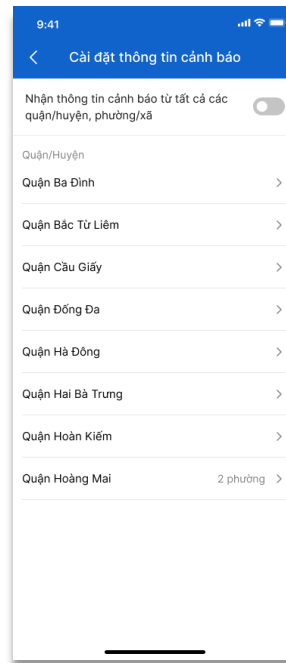 9:41
Cài đặt thông tin cảnh báo
Nhận thông tin cảnh báo từ tất cả các
quận/huyện, phường/xã
Quận/Huyện
Quận Ba Đình
Quận Bắc Từ Liêm
Quận Cầu Giấy
Quận Đống Đa
Quận Hà Đông
Quận Hai Bà Trưng
Quận Hoàn Kiếm
Quận Hoàng Mai 2 phường